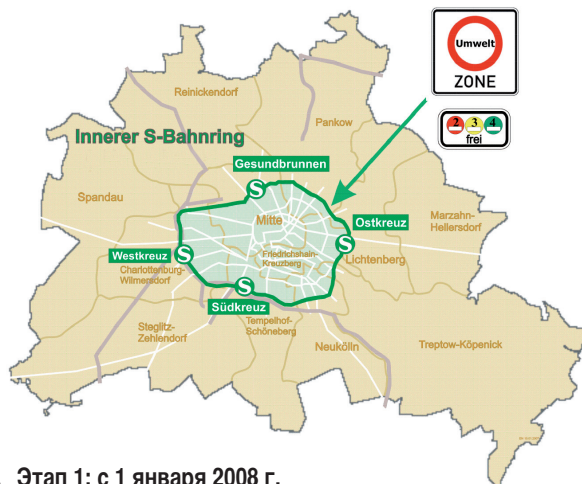 Umwelt
ZONE
2 3 4
frei
Reinickendorf
Pankow
Innerer S-Bahnring
Gesundbrunnen
S
Spandau
Mitte
Ostkreuz
Marzahn-
Hellersdorf
S
Westkreuz
S
Friedrichshain-
Kreuzberg
Lichtenberg
Charlottenburg-
Wilmersdorf
S
Südkreuz
Steglitz-
Zehlendorf
Tempelhof-
Schöneberg
Neukölln
Treptow-Köpenick
Этап 1: с 1 января 2008 г.